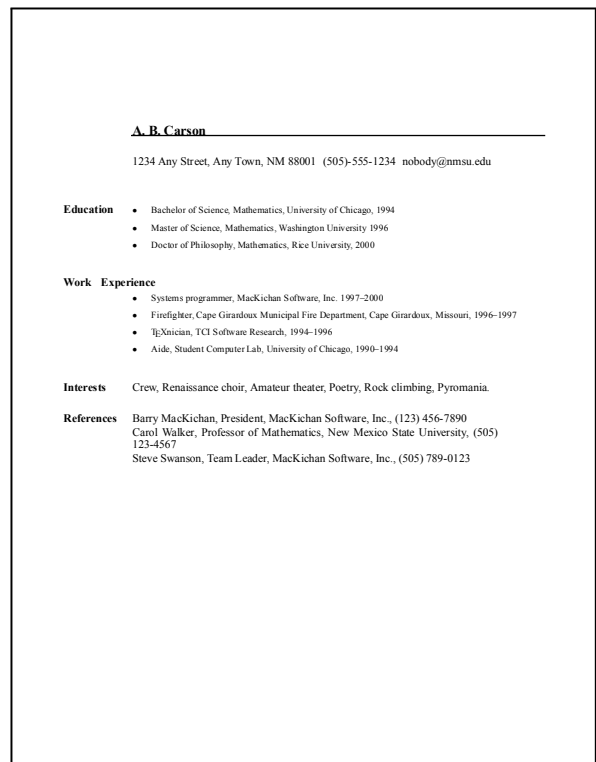 A. B. Carson
1234 Any Street, Any Town, NM 88001 (505)-555-1234 nobody@nmsu.edu
Education
• Bachelor of Science, Mathematics, University of Chicago, 1994
• Master of Science, Mathematics, Washington University 1996
• Doctor of Philosophy, Mathematics, Rice University, 2000
Work Experience
• Systems programmer, MacKichan Software, Inc. 1997–2000
• Firefighter, Cape Girardoux Municipal Fire Department, Cape Girardoux, Missouri, 1996–1997
• TEXnician, TCI Software Research, 1994–1996
• Aide, Student Computer Lab, University of Chicago, 1990–1994
Interests Crew, Renaissance choir, Amateur theater, Poetry, Rock climbing, Pyromania.
References Barry MacKichan, President, MacKichan Software, Inc., (123) 456-7890
Carol Walker, Professor of Mathematics, New Mexico State University, (505)
123-4567
Steve Swanson, Team Leader, MacKichan Software, Inc., (505) 789-0123